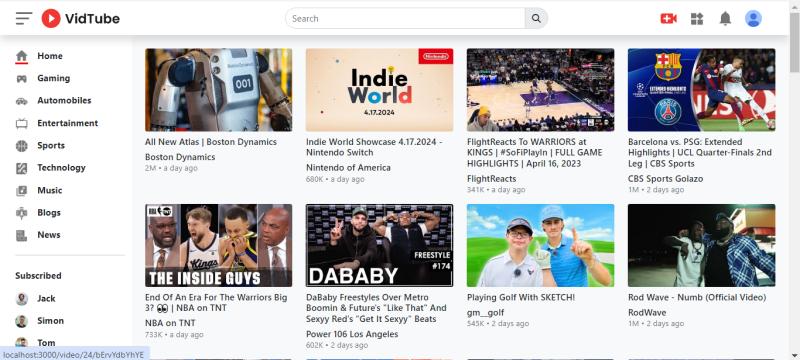 VidTube
Search
Home
Gaming
Automobiles
Entertainment
Sports
Technology
Music
Blogs
News
Subscribed
Jack
Simon
Tom
localhost:3000/video/24/bErvYdbYhYE
BostonDynamics
001
All New Atlas | Boston Dynamics
Boston Dynamics
2M • a day ago
Nintendo
Indie
World
4.17.2024
Indie World Showcase 4.17.2024 -
Nintendo Switch
Nintendo of America
680K • a day ago
FlightReacts To WARRIORS at
KINGS | #SoFiPlayIn | FULL GAME
HIGHLIGHTS | April 16, 2023
FlightReacts
341K • a day ago
EXTENDED HIGHLIGHTS
PARIS
Barcelona vs. PSG: Extended
Highlights | UCL Quarter-Finals 2nd
Leg | CBS Sports
CBS Sports Golazo
1M • 2 days ago
TNT
Kings
THE INSIDE GUYS
End Of An Era For The Warriors Big
3? 👀 | NBA on TNT
NBA on TNT
733K • a day ago
FREESTYLE
#174
DABABY
DaBaby Freestyles Over Metro
Boomin & Future's "Like That" And
Sexyy Red's "Get It Sexyy" Beats
Power 106 Los Angeles
602K • 2 days ago
Playing Golf With SKETCH!
gm__golf
545K • 2 days ago
Rod Wave - Numb (Official Video)
RodWave
1M • 2 days ago